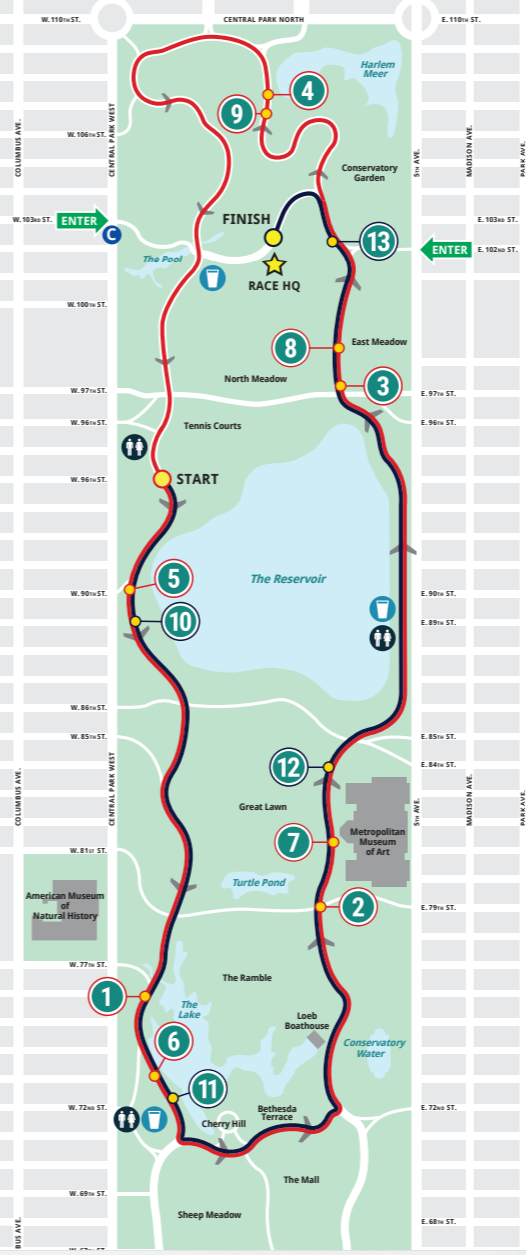 W. 110TH ST.
CENTRAL PARK NORTH
E. 110TH ST.
Harlem
Meer
4
9
W. 106TH ST.
COLUMBUS AVE.
CENTRAL PARK WEST
5TH AVE.
MADISON AVE.
PARK AVE.
Conservatory
Garden
W. 103RD ST.
ENTER
C
FINISH
13
E. 103RD ST.
ENTER
E. 102ND ST.
The Pool
RACE HQ
W. 100TH ST.
8
East Meadow
North Meadow
3
W. 97TH ST.
E. 97TH ST.
W. 96TH ST.
Tennis Courts
E. 96TH ST.
W. 96TH ST.
START
5
The Reservoir
W. 90TH ST.
E. 90TH ST.
10
E. 89TH ST.
W. 86TH ST.
W. 85TH ST.
E. 85TH ST.
12
E. 84TH ST.
COLUMBUS AVE.
CENTRAL PARK WEST
5TH AVE.
MADISON AVE.
PARK AVE.
Great Lawn
7
Metropolitan
Museum
of Art
W. 81ST ST.
Turtle Pond
American Museum
of
Natural History
2
E. 79TH ST.
W. 77TH ST.
The Ramble
1
The
Lake
Loeb
Boathouse
6
Conservatory
Water
11
W. 72ND ST.
Bethesda
Terrace
E. 72ND ST.
Cherry Hill
The Mall
W. 69TH ST.
Sheep Meadow
E. 68TH ST.
BUS AVE.